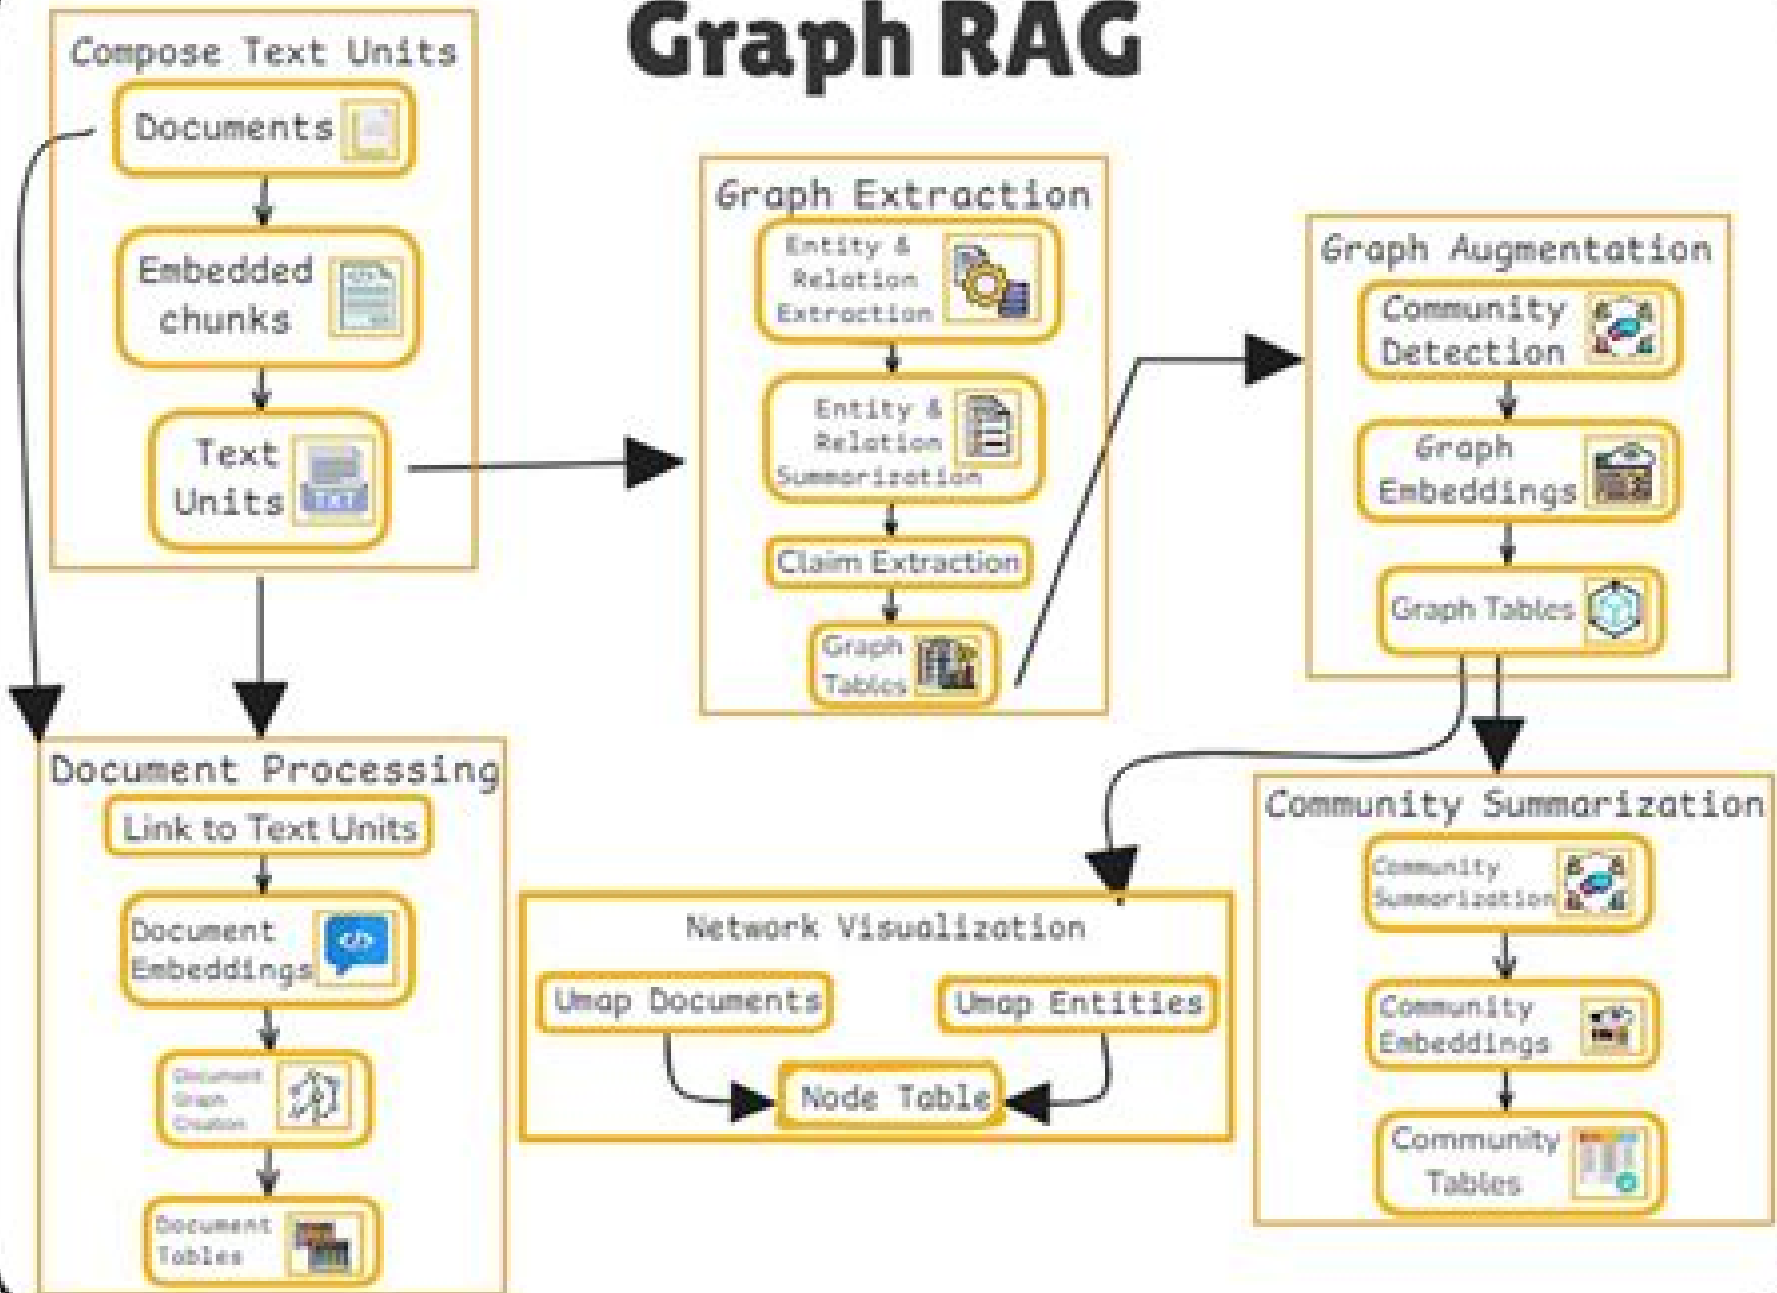 Graph RAG
Compose Text Units
Documents
Embedded
chunks
Text
Units
TXT
Graph Extraction
Entity &
Relation
Extraction
Entity &
Relation
Summarization
Claim Extraction
Graph
Tables
Graph Augmentation
Community
Detection
Graph
Embeddings
Graph Tables
Document Processing
Link to Text Units
Document
Embeddings
</>
Document
Graph
Creation
Document
Tables
Network Visualization
Umap Documents
Umap Entities
Node Table
Community Summarization
Community
Summarization
Community
Embeddings
Community
Tables